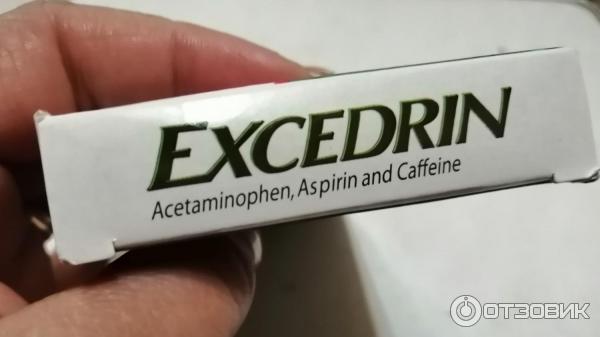 EXCEDRIN
Acetaminophen, Aspirin and Caffeine
ОТЗОВИК